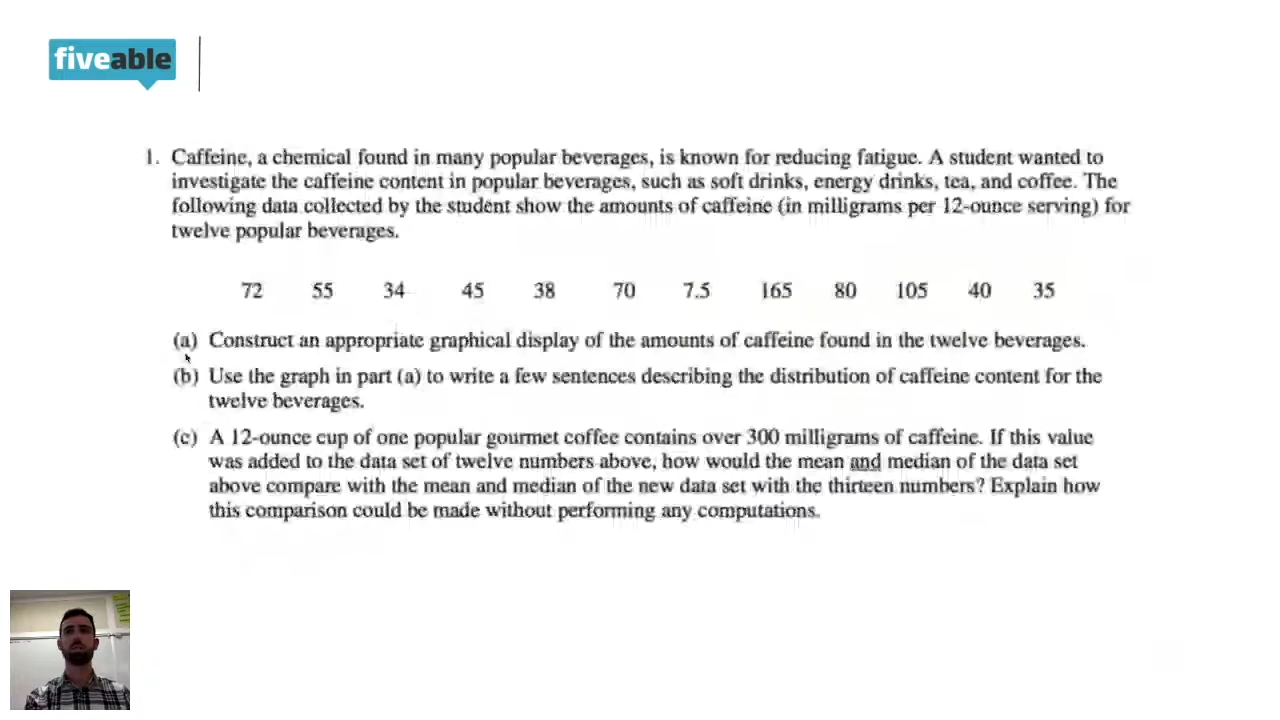 fiveable
1. Caffeine, a chemical found in many popular beverages, is known for reducing fatigue. A student wanted to
investigate the caffeine content in popular beverages, such as soft drinks, energy drinks, tea, and coffee. The
following data collected by the student show the amounts of caffeine (in milligrams per 12-ounce serving) for
twelve popular beverages.
72 55 34 45 38 70 7.5 165 80 105 40 35
(a) Construct an appropriate graphical display of the amounts of caffeine found in the twelve beverages.
(b) Use the graph in part (a) to write a few sentences describing the distribution of caffeine content for the
twelve beverages.
(c) A 12-ounce cup of one popular gourmet coffee contains over 300 milligrams of caffeine. If this value
was added to the data set of twelve numbers above, how would the mean and median of the data set
above compare with the mean and median of the new data set with the thirteen numbers? Explain how
this comparison could be made without performing any computations.